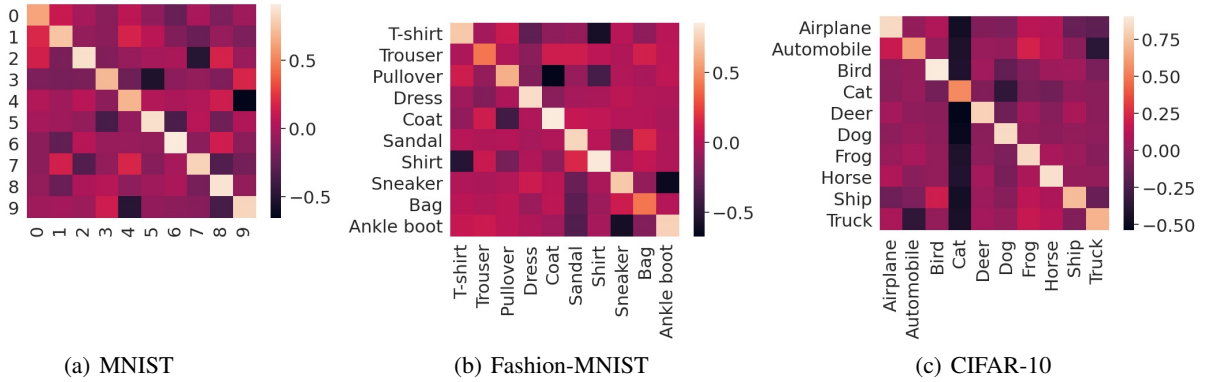 0
1
2
3
4
5
6
7
8
9
0 1 2 3 4 5 6 7 8 9
0.5
0.0
−0.5
(a) MNIST
T-shirt
Trouser
Pullover
Dress
Coat
Sandal
Shirt
Sneaker
Bag
Ankle boot
T-shirt Trouser Pullover Dress Coat Sandal Shirt Sneaker Bag Ankle boot
0.5
0.0
−0.5
(b) Fashion-MNIST
Airplane
Automobile
Bird
Cat
Deer
Dog
Frog
Horse
Ship
Truck
Airplane Automobile Bird Cat Deer Dog Frog Horse Ship Truck
0.75
0.50
0.25
0.00
−0.25
−0.50
(c) CIFAR-10